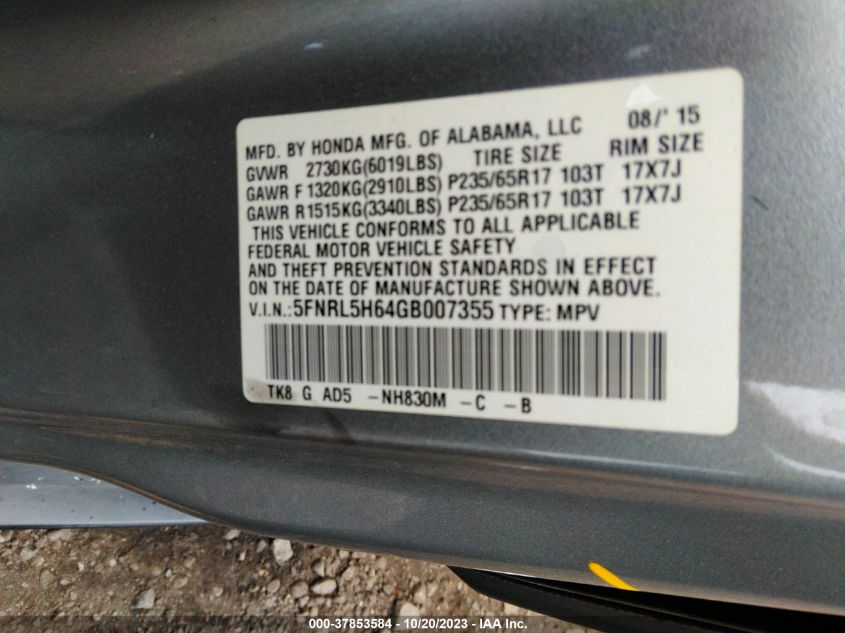 MFD. BY HONDA MFG. OF ALABAMA, LLC 08/' 15
GVWR 2730KG(6019LBS) TIRE SIZE RIM SIZE
GAWR F 1320KG(2910LBS) P235/65R17 103T 17X7J
GAWR R1515KG(3340LBS) P235/65R17 103T 17X7J
THIS VEHICLE CONFORMS TO ALL APPLICABLE
FEDERAL MOTOR VEHICLE SAFETY
AND THEFT PREVENTION STANDARDS IN EFFECT
ON THE DATE OF MANUFACTURE SHOWN ABOVE.
V.I.N.:5FNRL5H64GB007355 TYPE: MPV
TK8 G AD5 -NH830M -C -B
000-37853584 - 10/20/2023 - IAA Inc.